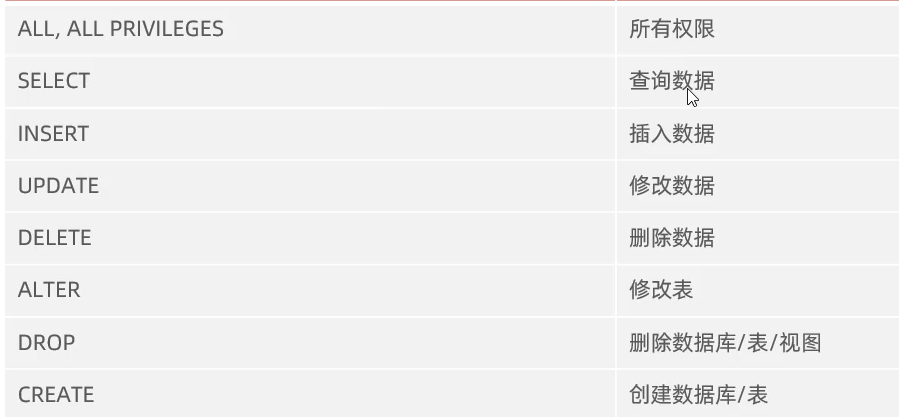 ALL, ALL PRIVILEGES 所有权限
SELECT 查询数据
INSERT 插入数据
UPDATE 修改数据
DELETE 删除数据
ALTER 修改表
DROP 删除数据库/表/视图
CREATE 创建数据库/表